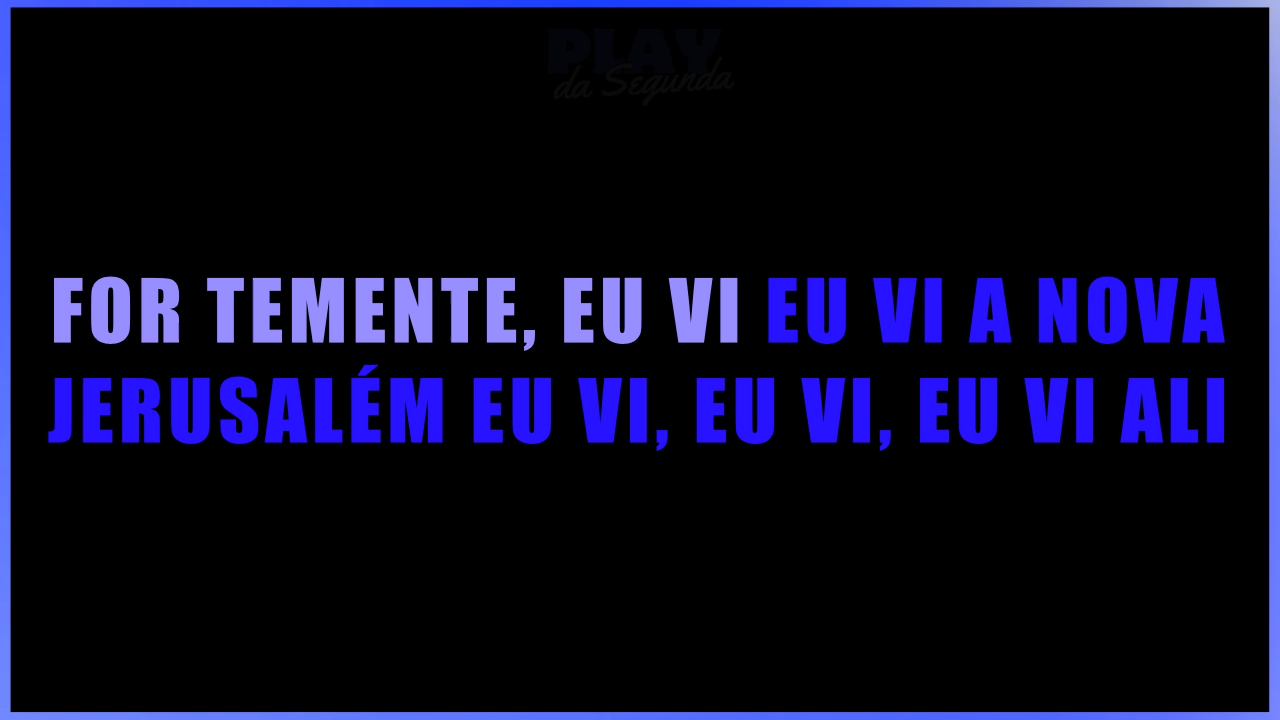 PLAY
da Segunda
FOR TEMENTE, EU VI EU VI A NOVA
JERUSALÉM EU VI, EU VI, EU VI ALI